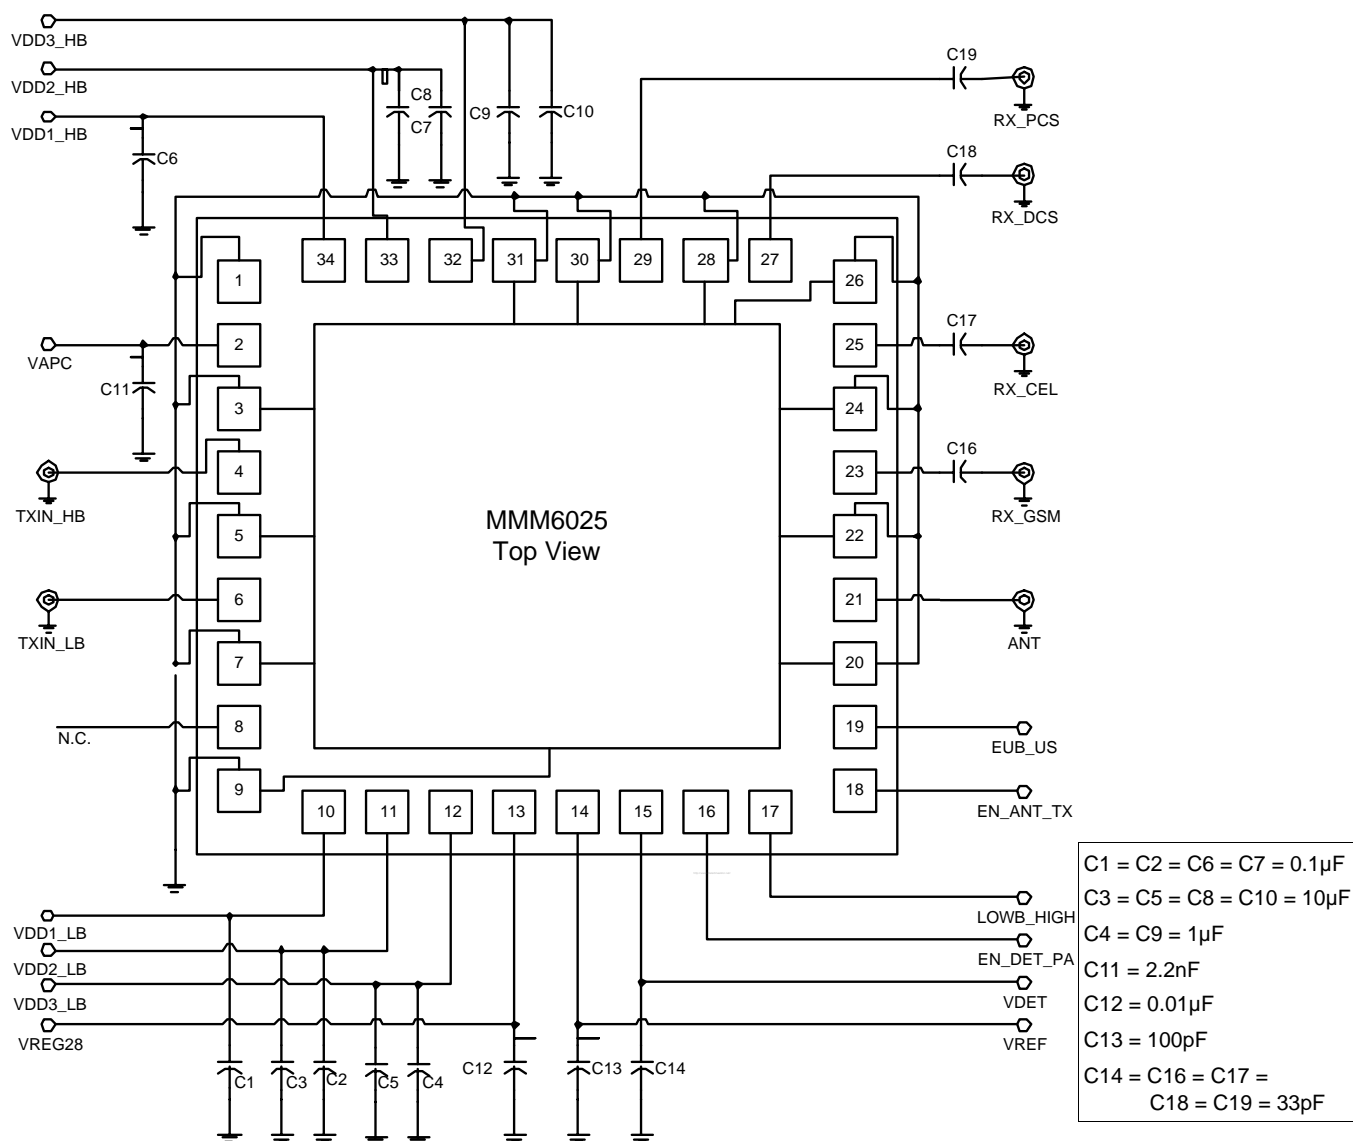 VDD3_HB
VDD2_HB
VDD1_HB
C6
C8
C7
C9
C10
C19
RX_PCS
C18
RX_DCS
34
33
32
31
30
29
28
27
1
2
3
4
5
6
7
8
9
26
25
24
23
22
21
20
19
18
10
11
12
13
14
15
16
17
VAPC
C11
TXIN_HB
TXIN_LB
N.C.
MMM6025
Top View
C17
RX_CEL
C16
RX_GSM
ANT
EUB_US
EN_ANT_TX
LOWB_HIGH
EN_DET_PA
VDET
VREF
VDD1_LB
VDD2_LB
VDD3_LB
VREG28
C1
C3
C2
C5
C4
C12
C13
C14
C1 = C2 = C6 = C7 = 0.1µF
C3 = C5 = C8 = C10 = 10µF
C4 = C9 = 1µF
C11 = 2.2nF
C12 = 0.01µF
C13 = 100pF
C14 = C16 = C17 =
C18 = C19 = 33pF